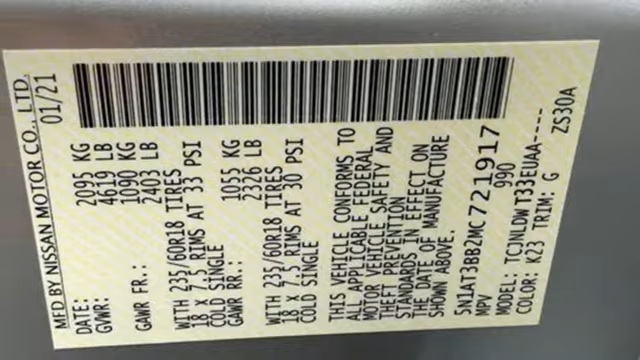 MFD BY NISSAN MOTOR CO., LTD.
DATE: 01/21
GVWR: 2095 KG
4619 LB
GAWR FR.: 1090 KG
2403 LB
WITH 235/60R18 TIRES
18 x 7.5 RIMS AT 33 PSI
COLD SINGLE
GAWR RR.: 1055 KG
2326 LB
WITH 235/60R18 TIRES
18 x 7.5 RIMS AT 30 PSI
COLD SINGLE
THIS VEHICLE CONFORMS TO
ALL APPLICABLE FEDERAL
MOTOR VEHICLE SAFETY AND
THEFT PREVENTION
STANDARDS IN EFFECT ON
THE DATE OF MANUFACTURE
SHOWN ABOVE.
5N1AT3BB2MC721917
MPV 990
MODEL: TCJNLDWT33EUAA----
COLOR: K23 TRIM: G ZS30A